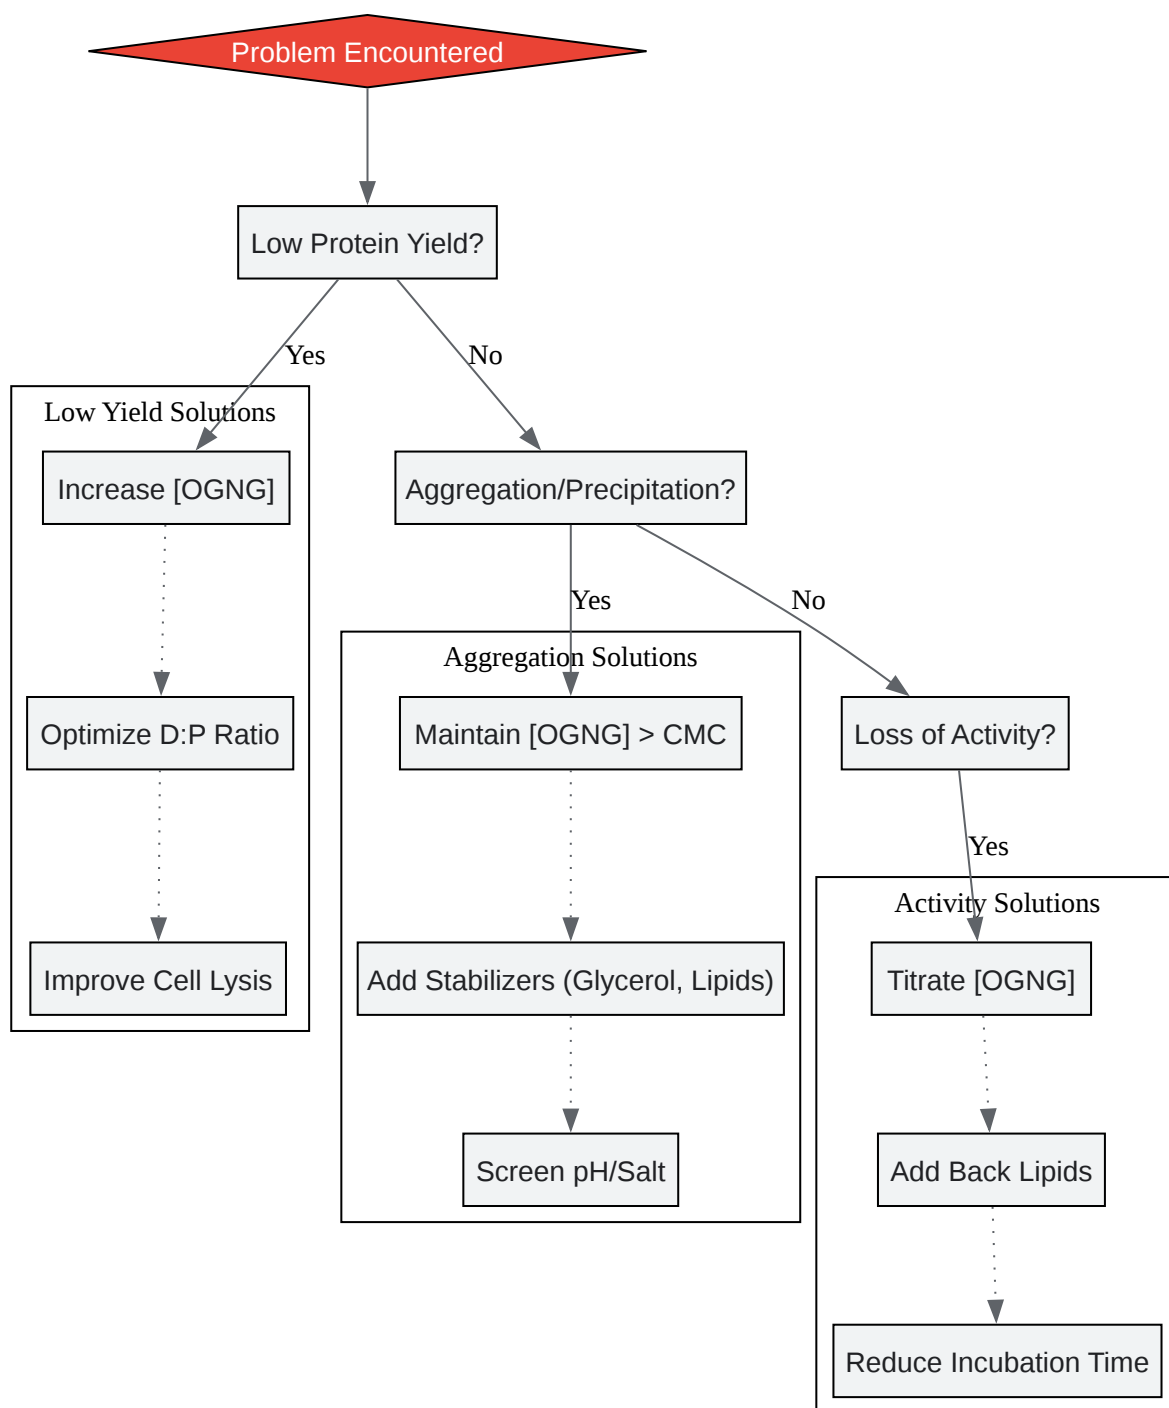 Problem Encountered
Low Protein Yield?
Yes
No
Low Yield Solutions
Increase [OGNG]
Aggregation/Precipitation?
Yes
No
Aggregation Solutions
Optimize D:P Ratio
Maintain [OGNG] > CMC
Loss of Activity?
Yes
Activity Solutions
Improve Cell Lysis
Add Stabilizers (Glycerol, Lipids)
Titrate [OGNG]
Screen pH/Salt
Add Back Lipids
Reduce Incubation Time